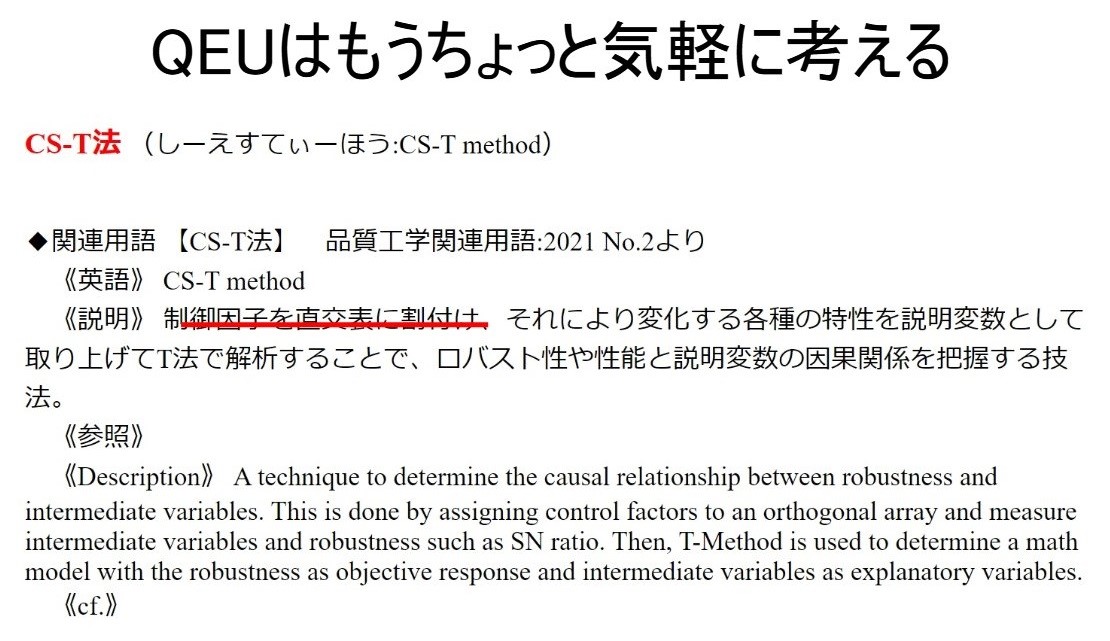 QEUはもうちょっと気軽に考える
CS-T法 （しーえすてぃーほう:CS-T method）
◆関連用語 【CS-T法】 品質工学関連用語:2021 No.2より
《英語》 CS-T method
《説明》 制御因子を直交表に割付け、それにより変化する各種の特性を説明変数として
取り上げてT法で解析することで、ロバスト性や性能と説明変数の因果関係を把握する技
法。
《参照》
《Description》 A technique to determine the causal relationship between robustness and
intermediate variables. This is done by assigning control factors to an orthogonal array and measure
intermediate variables and robustness such as SN ratio. Then, T-Method is used to determine a math
model with the robustness as objective response and intermediate variables as explanatory variables.
《cf.》